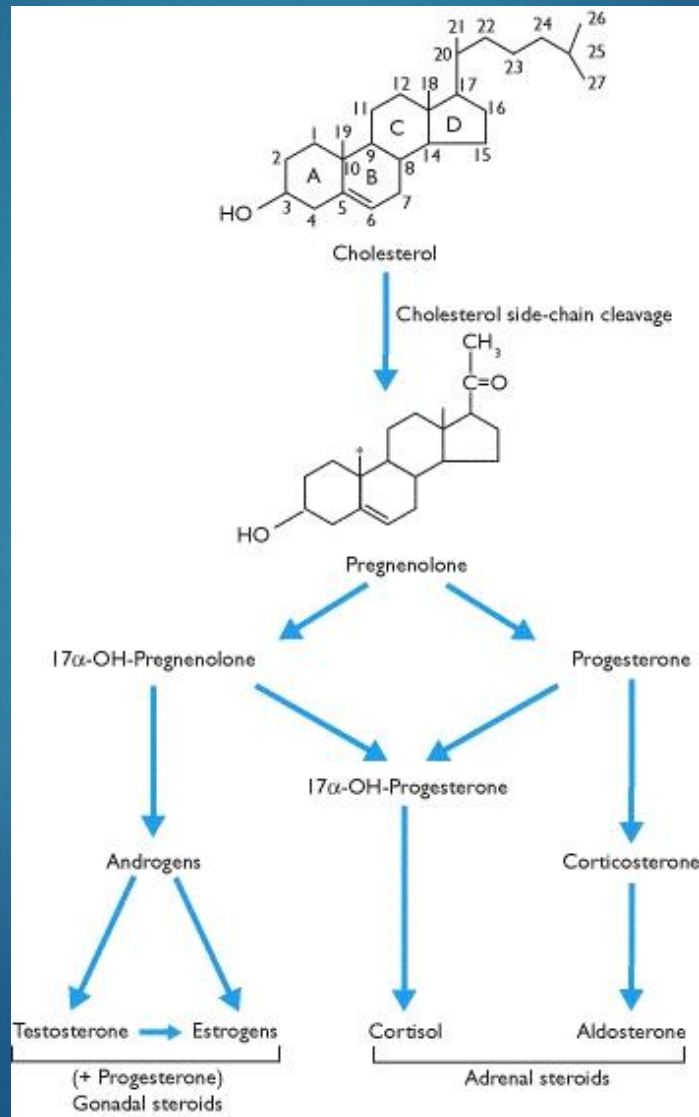 21
22
24
26
20
23
25
27
12
18
17
11
16
C
D
1
19
13
14
15
2
9
10
8
A
B
HO
3
4
5
6
7
Cholesterol
Cholesterol side-chain cleavage
CH3
C=O
HO
Pregnenolone
17α-OH-Pregnenolone
Progesterone
17α-OH-Progesterone
Androgens
Corticosterone
Testosterone
Estrogens
Cortisol
Aldosterone
(+ Progesterone)
Gonadal steroids
Adrenal steroids